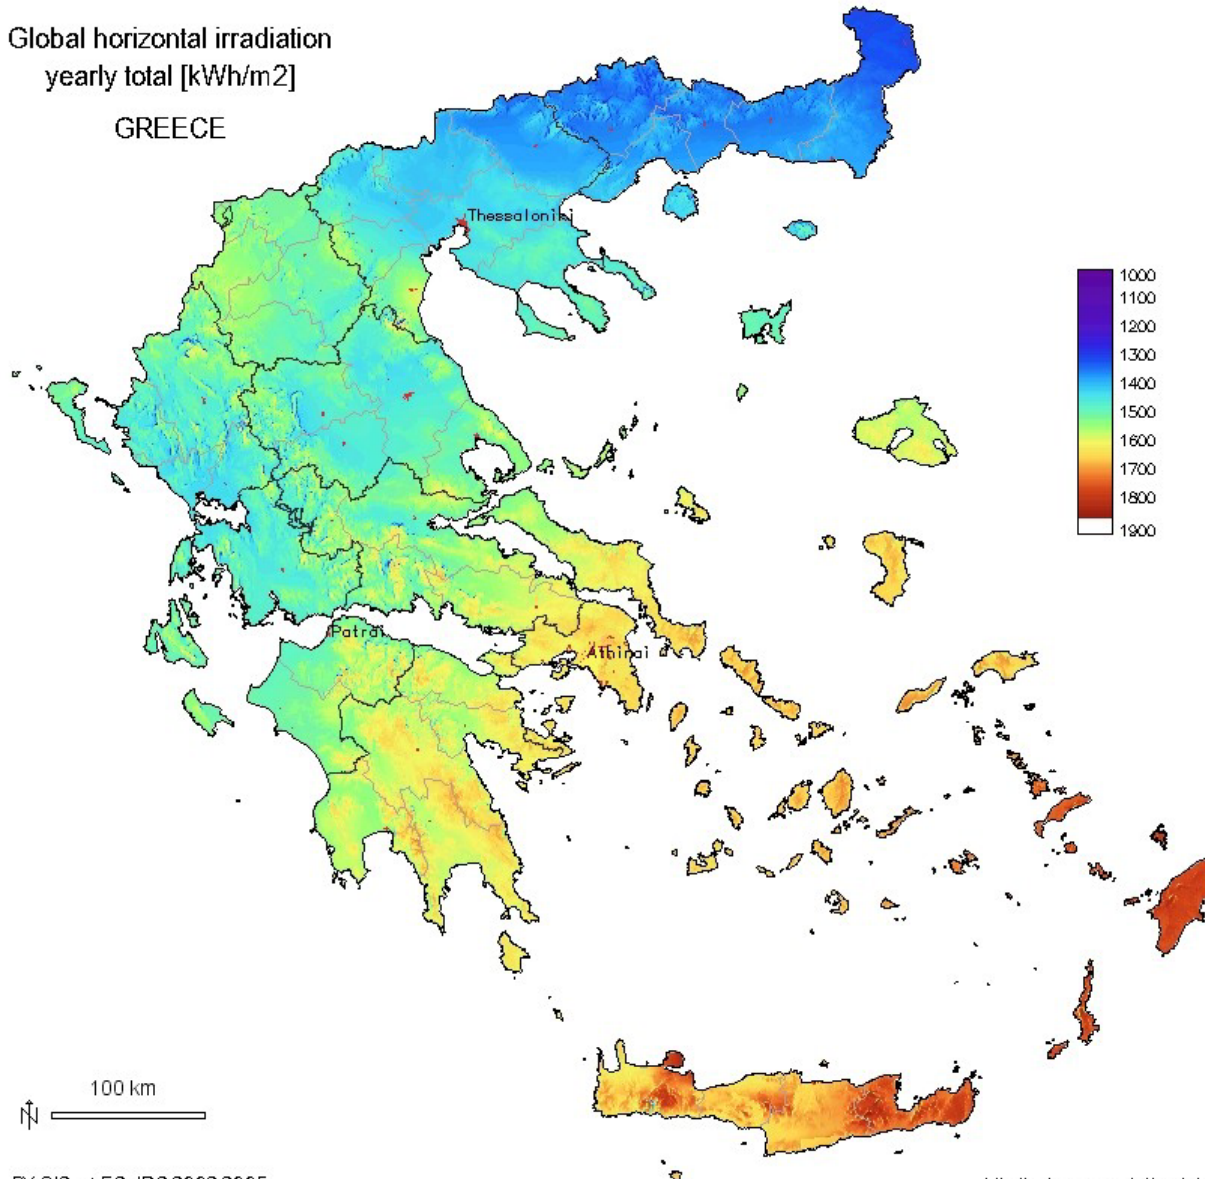 Global horizontal irradiation
yearly total [kWh/m2]
GREECE
Thessaloniki
1000
1100
1200
1300
1400
1500
1600
1700
1800
1900
Patrai
Athinai
100 km
N